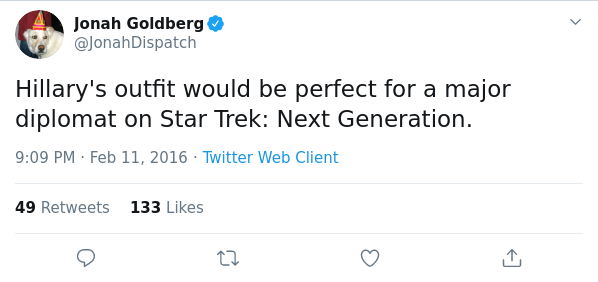 Jonah Goldberg
@JonahDispatch
Hillary's outfit would be perfect for a major
diplomat on Star Trek: Next Generation.
9:09 PM · Feb 11, 2016 · Twitter Web Client
49 Retweets 133 Likes